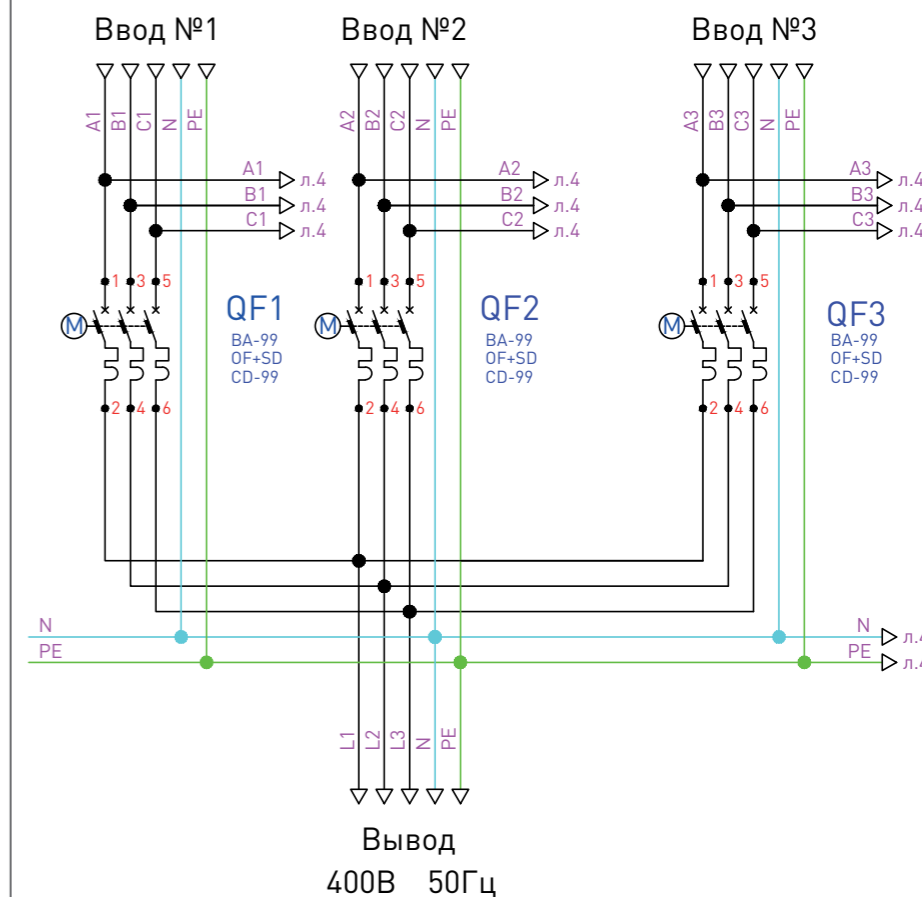 Ввод №1 Ввод №2 Ввод №3
A1 B1 C1 N PE A2 B2 C2 N PE A3 B3 C3 N PE
A1 л.4 A2 л.4 A3 л.4
B1 л.4 B2 л.4 B3 л.4
C1 л.4 C2 л.4 C3 л.4
1 3 5 1 3 5 1 3 5
M QF1 M QF2 M QF3
ВА-99 ВА-99 ВА-99
OF+SD OF+SD OF+SD
CD-99 CD-99 CD-99
2 4 6 2 4 6 2 4 6
N N л.4
PE PE л.4
L1 L2 L3 N PE
Вывод
400В 50Гц